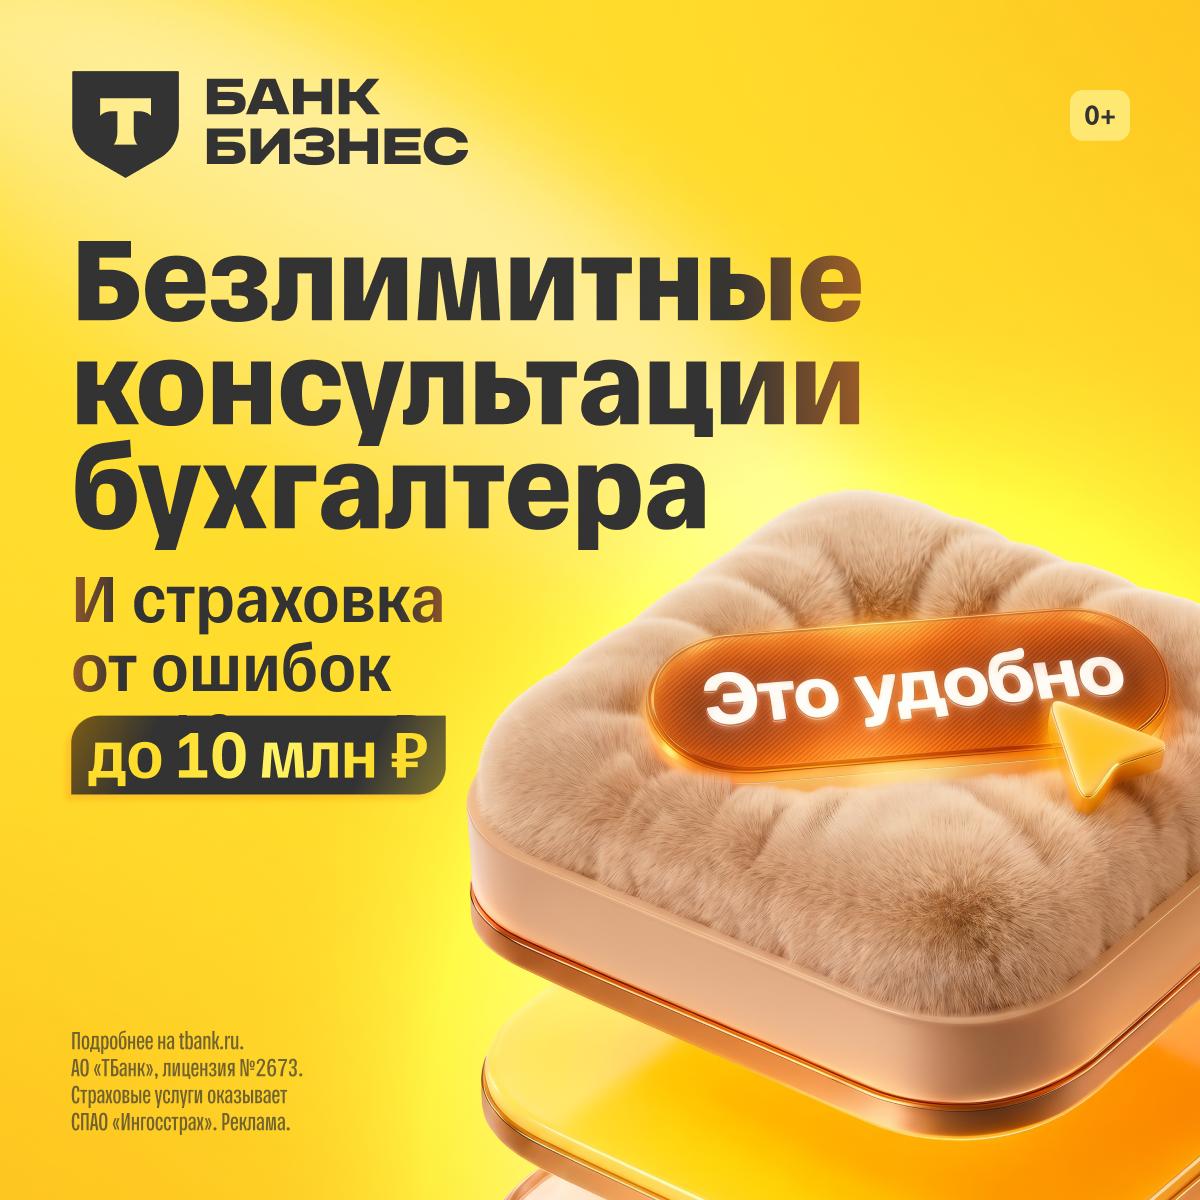 Т БАНК
БИЗНЕС
0+
Безлимитные
консультации
бухгалтера
И страховка
от ошибок
до 10 млн ₽
Это удобно
Подробнее на tbank.ru.
АО «ТБанк», лицензия №2673.
Страховые услуги оказывает
СПАО «Ингосстрах». Реклама.